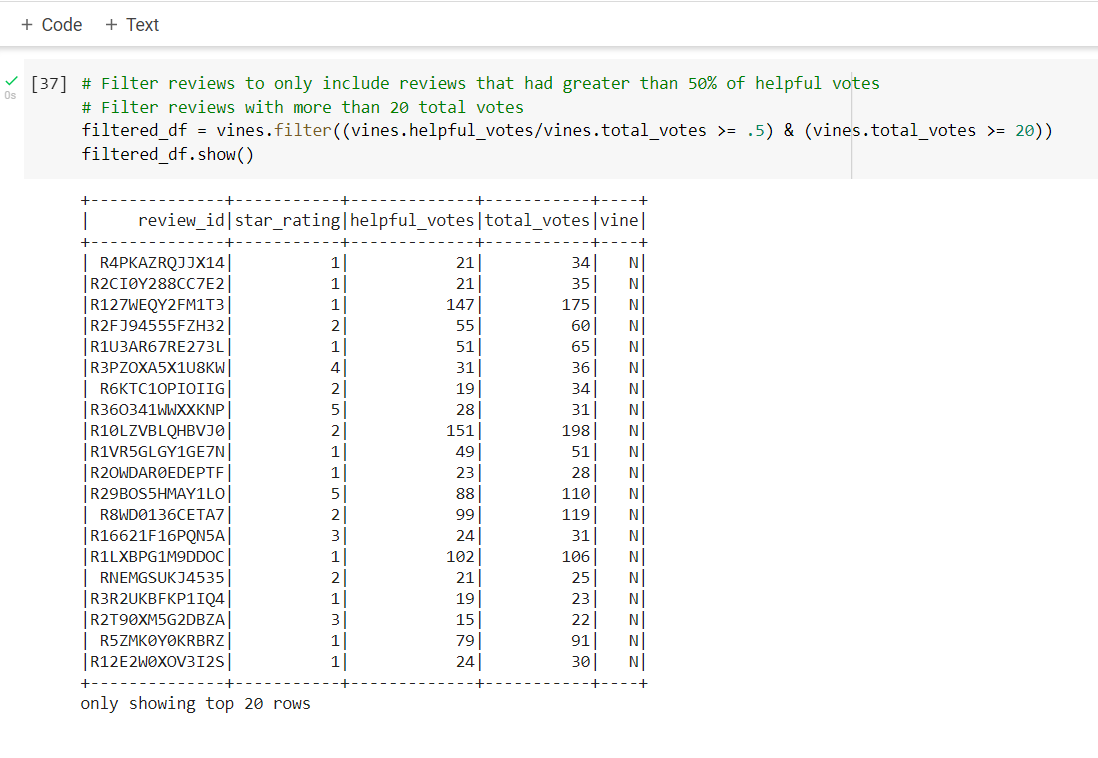 + Code + Text
[37] # Filter reviews to only include reviews that had greater than 50% of helpful votes
0s
# Filter reviews with more than 20 total votes
filtered_df = vines.filter((vines.helpful_votes/vines.total_votes >= .5) & (vines.total_votes >= 20))
filtered_df.show()
+--------------+-----------+-------------+-----------+----+
|     review_id|star_rating|helpful_votes|total_votes|vine|
+--------------+-----------+-------------+-----------+----+
| R4PKAZRQJJX14|          1|           21|         34|   N|
|R2CI0Y288CC7E2|          1|           21|         35|   N|
|R127WEQY2FM1T3|          1|          147|        175|   N|
|R2FJ94555FZH32|          2|           55|         60|   N|
|R1U3AR67RE273L|          1|           51|         65|   N|
|R3PZOXA5X1U8KW|          4|           31|         36|   N|
| R6KTC1OPIOIIG|          2|           19|         34|   N|
|R36O341WWXXKNP|          5|           28|         31|   N|
|R10LZVBLQHBVJ0|          2|          151|        198|   N|
|R1VR5GLGY1GE7N|          1|           49|         51|   N|
|R2OWDAR0EDEPTF|          1|           23|         28|   N|
|R29BOS5HMAY1LO|          5|           88|        110|   N|
| R8WD0136CETA7|          2|           99|        119|   N|
|R16621F16PQN5A|          3|           24|         31|   N|
|R1LXBPG1M9DDOC|          1|          102|        106|   N|
| RNEMGSUKJ4535|          2|           21|         25|   N|
|R3R2UKBFKP1IQ4|          1|           19|         23|   N|
|R2T90XM5G2DBZA|          3|           15|         22|   N|
| R5ZMK0Y0KRBRZ|          1|           79|         91|   N|
|R12E2W0XOV3I2S|          1|           24|         30|   N|
+--------------+-----------+-------------+-----------+----+
only showing top 20 rows